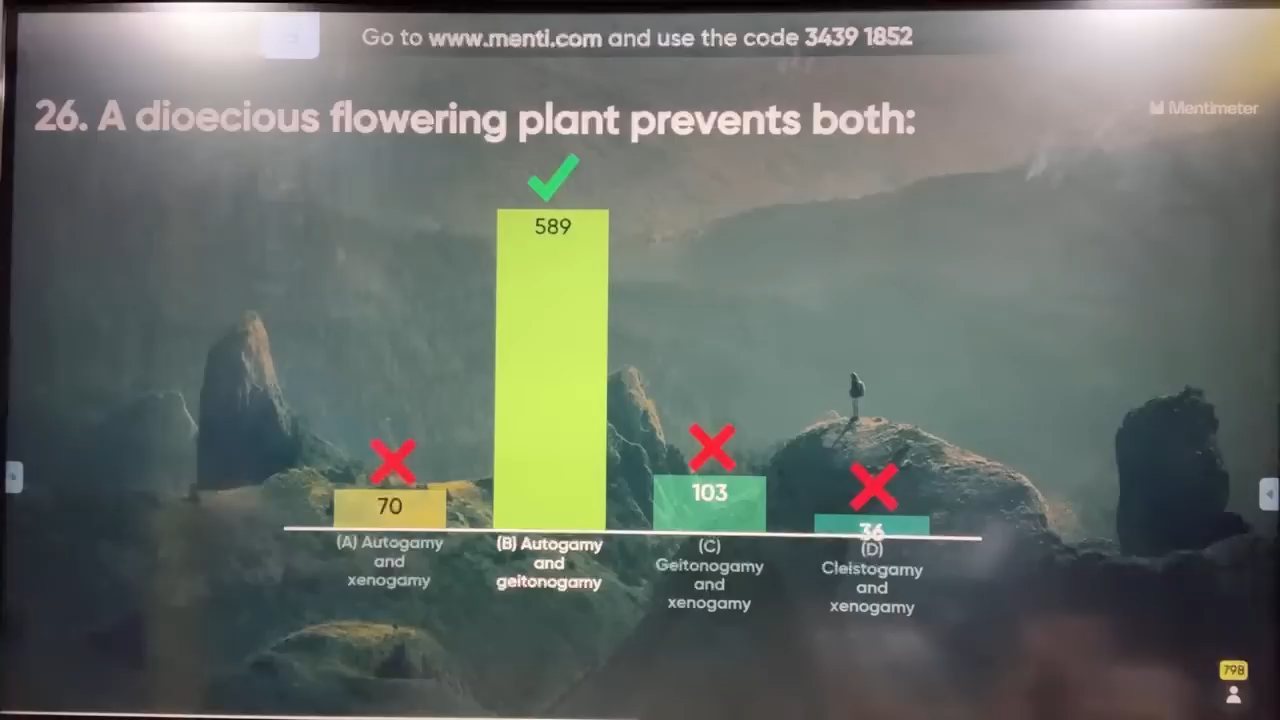 Go to www.menti.com and use the code 3439 1852
26. A dioecious flowering plant prevents both:
Mentimeter
589
70
103
36
(A) Autogamy
and
xenogamy
(B) Autogamy
and
geitonogamy
(C)
Geitonogamy
and
xenogamy
(D)
Cleistogamy
and
xenogamy
798